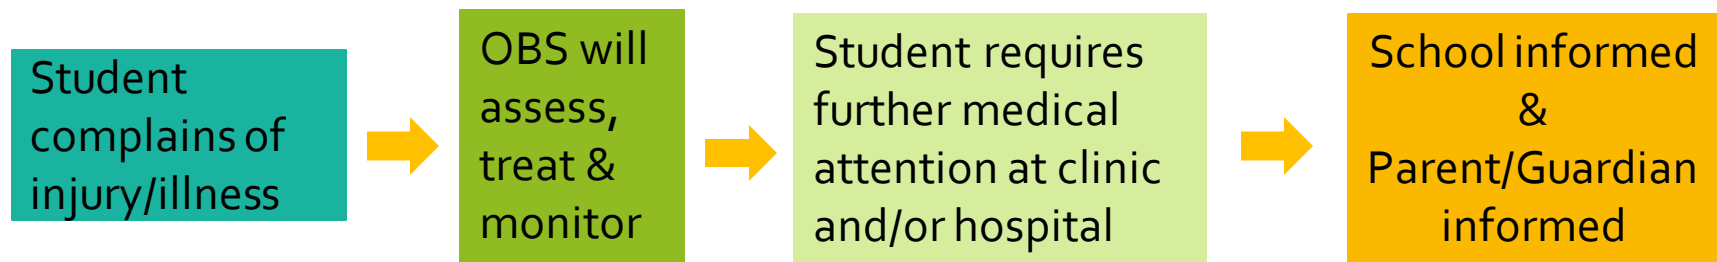 Student
complains of
injury/illness
OBS will
assess,
treat &
monitor
Student requires
further medical
attention at clinic
and/or hospital
School informed
&
Parent/Guardian
informed